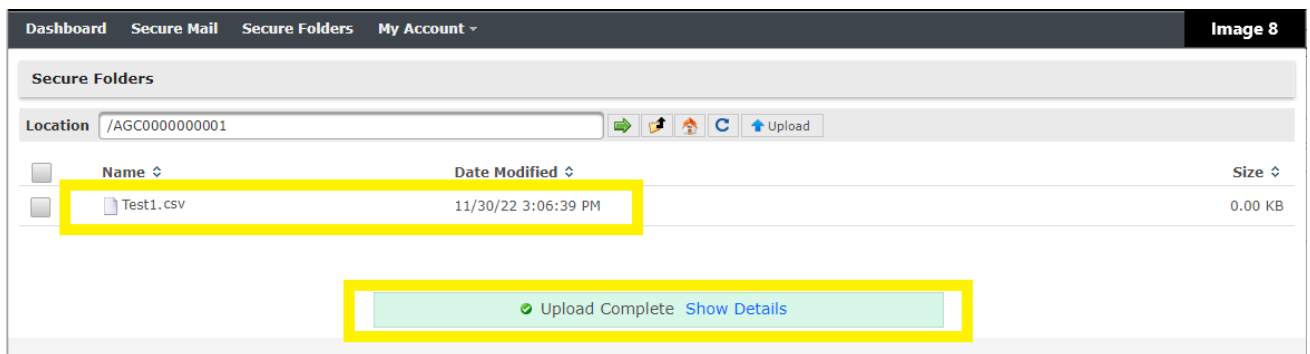 Dashboard Secure Mail Secure Folders My Account Image 8
Secure Folders
Location /AGC0000000001 Upload
Name Date Modified Size
Test1.csv 11/30/22 3:06:39 PM 0.00 KB
Upload Complete Show Details